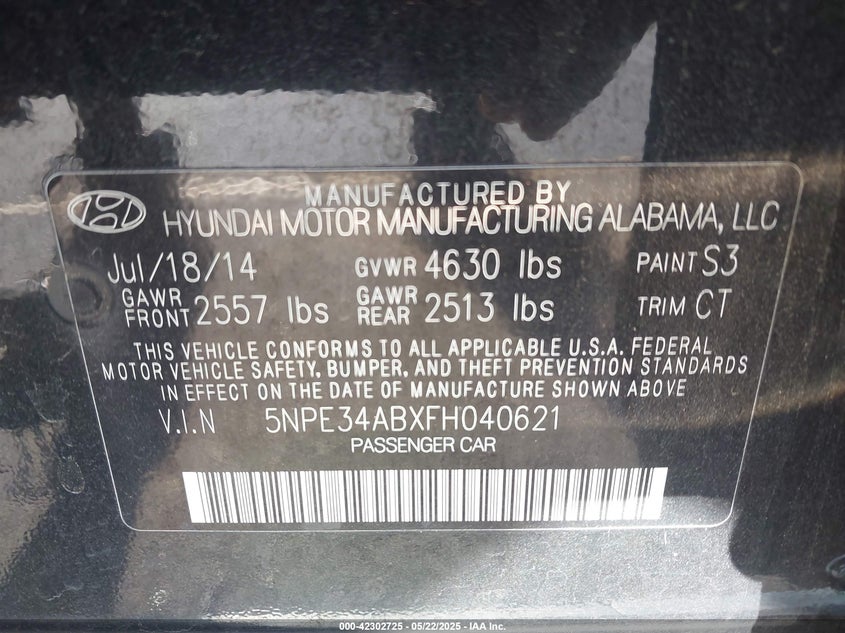 MANUFACTURED BY
HYUNDAI MOTOR MANUFACTURING ALABAMA, LLC
Jul/18/14 GVWR 4630 lbs PAINT S3
GAWR FRONT 2557 lbs GAWR REAR 2513 lbs TRIM CT
THIS VEHICLE CONFORMS TO ALL APPLICABLE U.S.A. FEDERAL
MOTOR VEHICLE SAFETY, BUMPER, AND THEFT PREVENTION STANDARDS
IN EFFECT ON THE DATE OF MANUFACTURE SHOWN ABOVE
V.I.N 5NPE34ABXFH040621
PASSENGER CAR
000-42302725 - 05/22/2025 - IAA Inc.